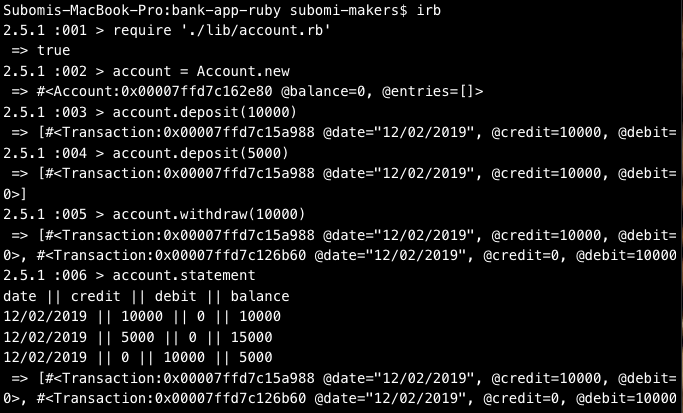 Subomis-MacBook-Pro:bank-app-ruby subomi-makers$ irb
2.5.1 :001 > require './lib/account.rb'
 => true
2.5.1 :002 > account = Account.new
 => #<Account:0x00007ffd7c162e80 @balance=0, @entries=[]>
2.5.1 :003 > account.deposit(10000)
 => [#<Transaction:0x00007ffd7c15a988 @date="12/02/2019", @credit=10000, @debit=
2.5.1 :004 > account.deposit(5000)
 => [#<Transaction:0x00007ffd7c15a988 @date="12/02/2019", @credit=10000, @debit=
0>]
2.5.1 :005 > account.withdraw(10000)
 => [#<Transaction:0x00007ffd7c15a988 @date="12/02/2019", @credit=10000, @debit=
0>, #<Transaction:0x00007ffd7c126b60 @date="12/02/2019", @credit=0, @debit=10000
2.5.1 :006 > account.statement
date || credit || debit || balance
12/02/2019 || 10000 || 0 || 10000
12/02/2019 || 5000 || 0 || 15000
12/02/2019 || 0 || 10000 || 5000
 => [#<Transaction:0x00007ffd7c15a988 @date="12/02/2019", @credit=10000, @debit=
0>, #<Transaction:0x00007ffd7c126b60 @date="12/02/2019", @credit=0, @debit=10000